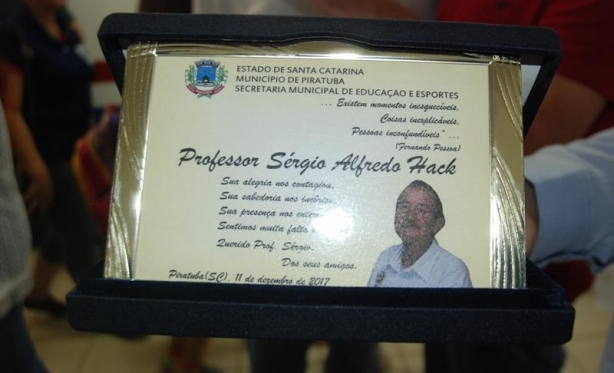 ESTADO DE SANTA CATARINA
MUNICIPIO DE PIRATUBA
SECRETARIA MUNICIPAL DE EDUCAÇÃO E ESPORTES
... Existem momentos inesquecíveis,
Coisas inexplicáveis,
Pessoas inconfundíveis" ...
(Fernando Pessoa)
Professor Sérgio Alfredo Hack
Sua alegria nos contagiou,
Sua sabedoria nos
Sua presença nos
Sentimos muita falta
Querido Prof. Sérgio.
Dos seus amigos.
Piratuba(SC), 11 de dezembro de 2017